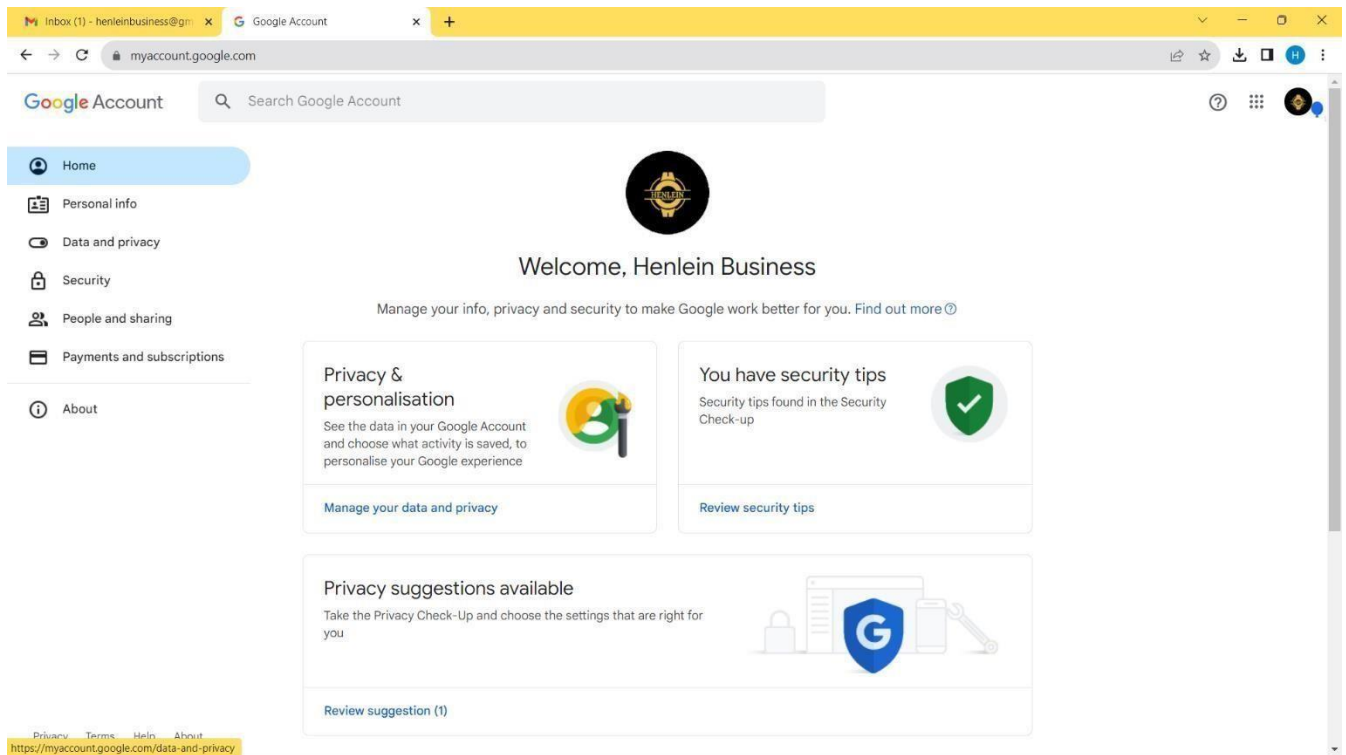 Inbox (1) - henleinbusiness@gm
Google Account
myaccount.google.com
H
Google Account
Search Google Account
Home
Personal info
Data and privacy
Security
People and sharing
Payments and subscriptions
About
HENLEIN
Welcome, Henlein Business
Manage your info, privacy and security to make Google work better for you. Find out more
Privacy &
personalisation
See the data in your Google Account
and choose what activity is saved, to
personalise your Google experience
Manage your data and privacy
You have security tips
Security tips found in the Security
Check-up
Review security tips
Privacy suggestions available
Take the Privacy Check-Up and choose the settings that are right for
you
G
Review suggestion (1)
Privacy Terms Help About
https://myaccount.google.com/data-and-privacy